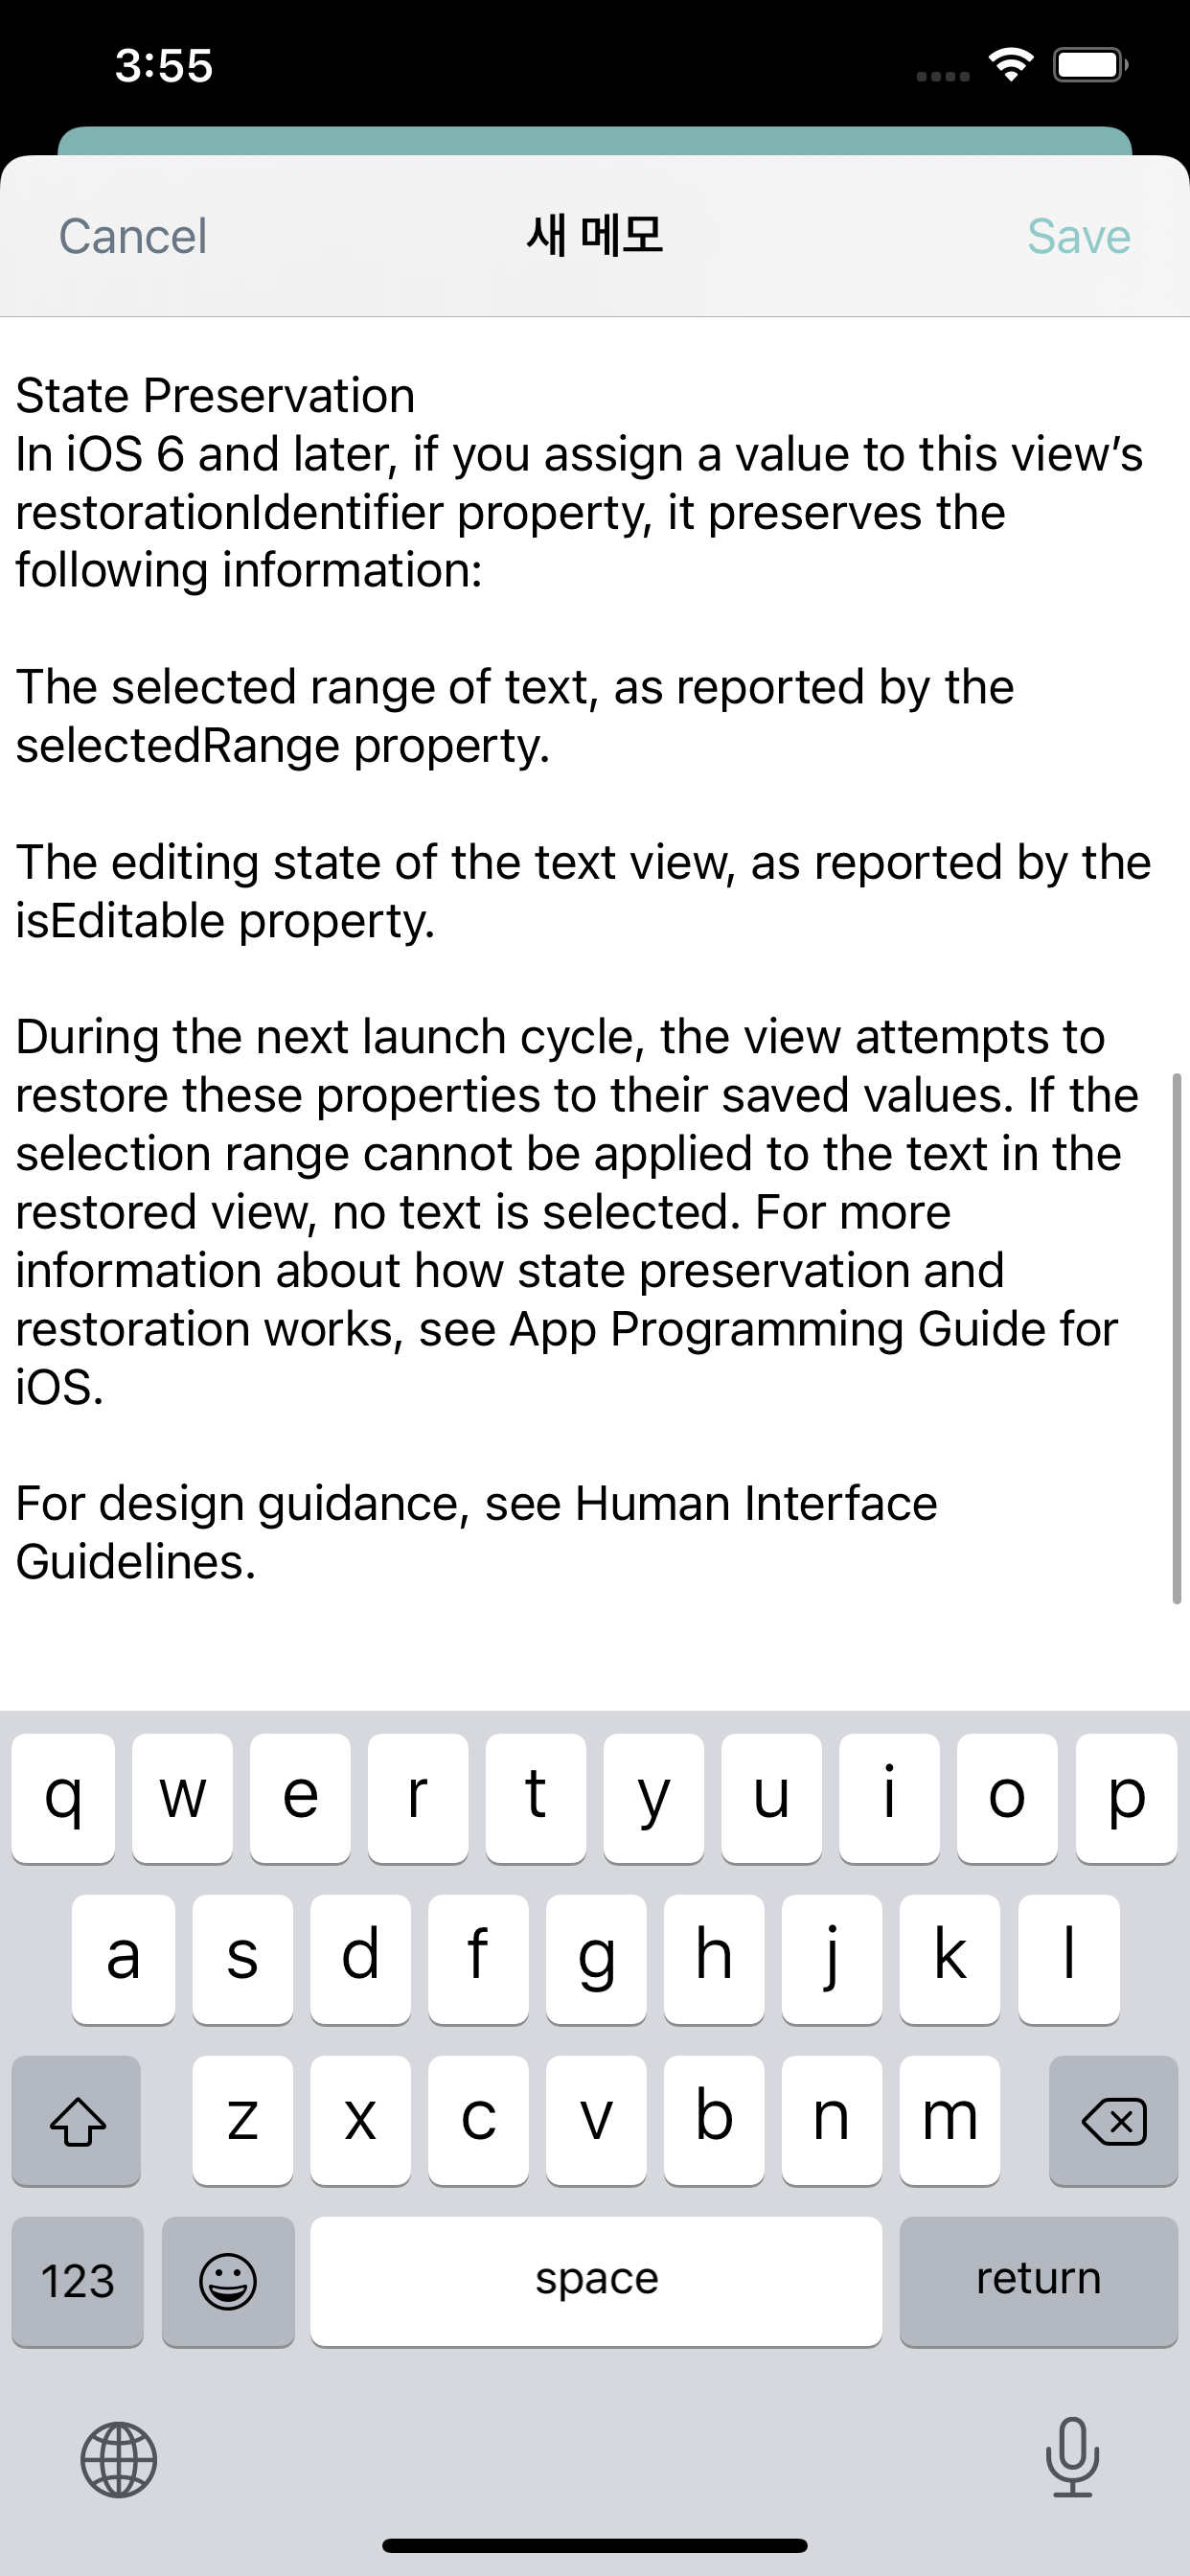 3:55
Cancel 새 메모 Save
State Preservation
In iOS 6 and later, if you assign a value to this view’s
restorationIdentifier property, it preserves the
following information:
The selected range of text, as reported by the
selectedRange property.
The editing state of the text view, as reported by the
isEditable property.
During the next launch cycle, the view attempts to
restore these properties to their saved values. If the
selection range cannot be applied to the text in the
restored view, no text is selected. For more
information about how state preservation and
restoration works, see App Programming Guide for
iOS.
For design guidance, see Human Interface
Guidelines.
q w e r t y u i o p
a s d f g h j k l
z x c v b n m
123 space return